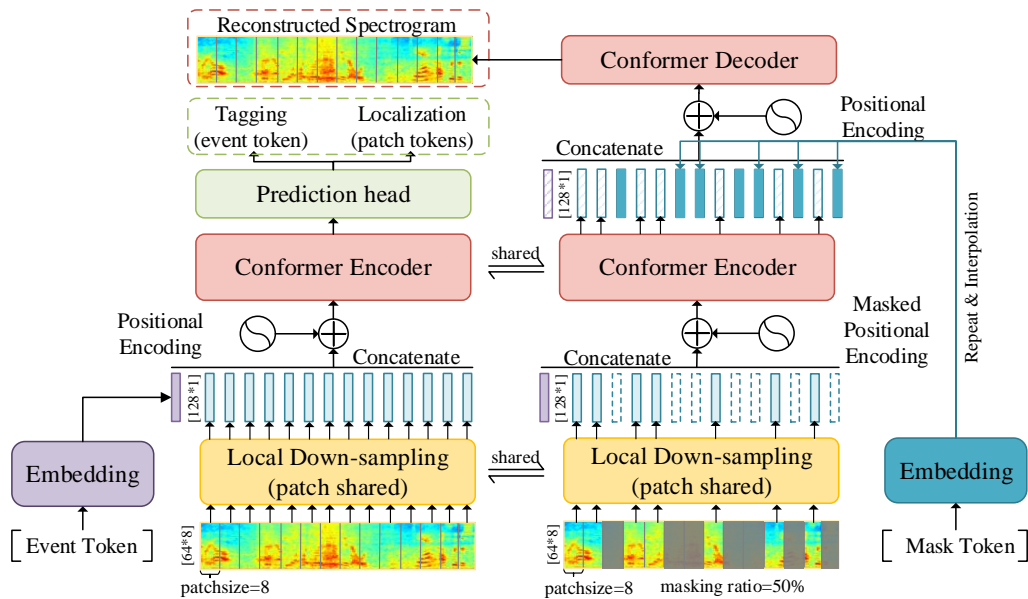 Reconstructed Spectrogram
Conformer Decoder
Tagging
(event token)
Localization
(patch tokens)
Positional
Encoding
Concatenate
[128*1]
Prediction head
Conformer Encoder
shared
Conformer Encoder
Repeat & Interpolation
Positional
Encoding
Masked
Positional
Encoding
Concatenate
Concatenate
[128*1]
[128*1]
Embedding
Local Down-sampling
(patch shared)
shared
Local Down-sampling
(patch shared)
Embedding
[Event Token]
[64*8]
[64*8]
[Mask Token]
patchsize=8
patchsize=8
masking ratio=50%